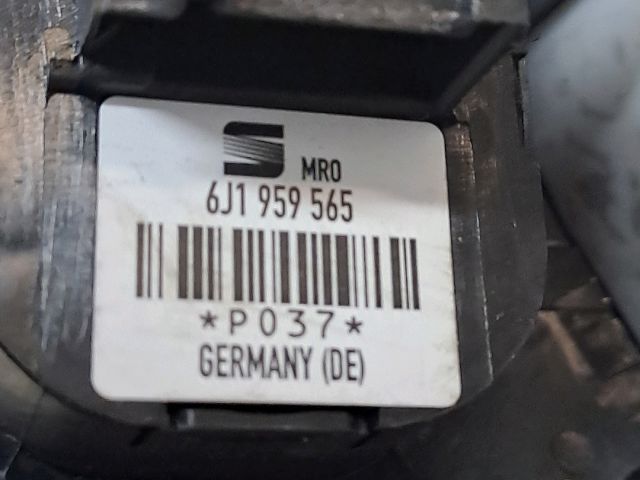 MRO
6J1 959 565
*P037*
GERMANY (DE)